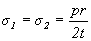 σ₁ = σ₂ = pr/2t